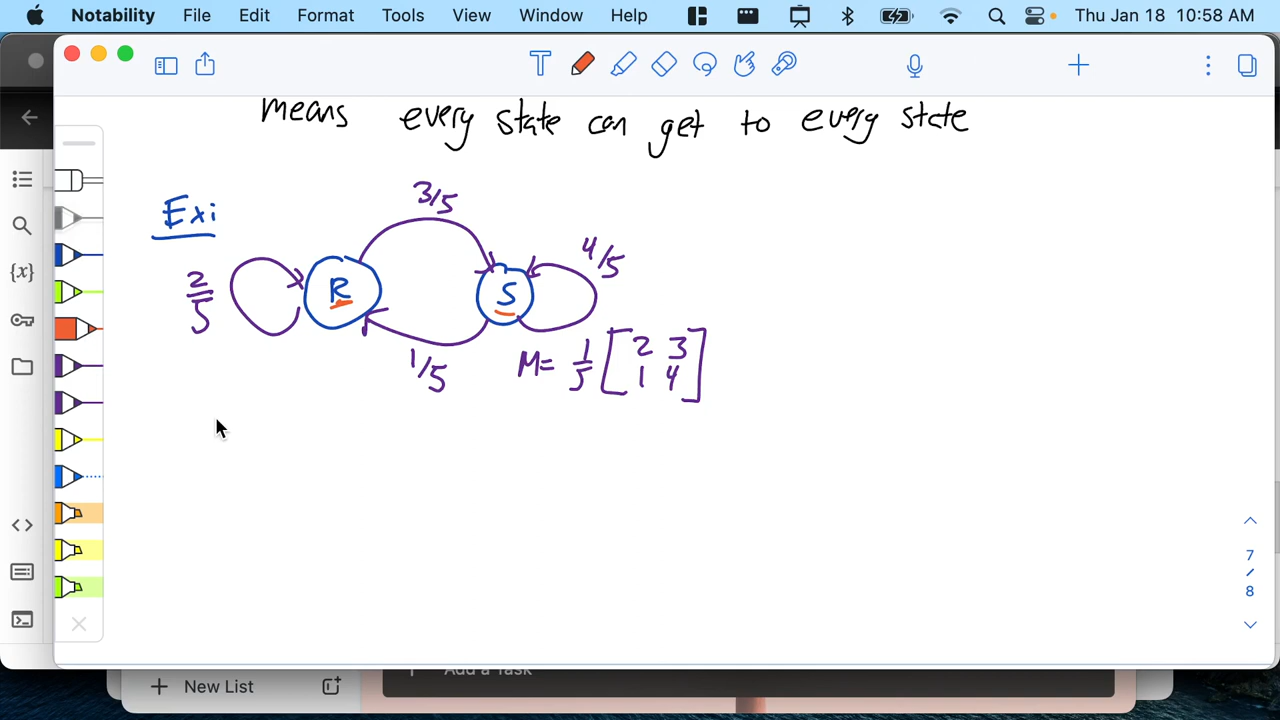 Notability File Edit Format Tools View Window Help Thu Jan 18 10:58 AM
means every state can get to every state
Ex:
3/5
4/5
2/5
R
S
1/5
M= 1/5 [2 3
1 4]
7
/
8
Add a Task
New List